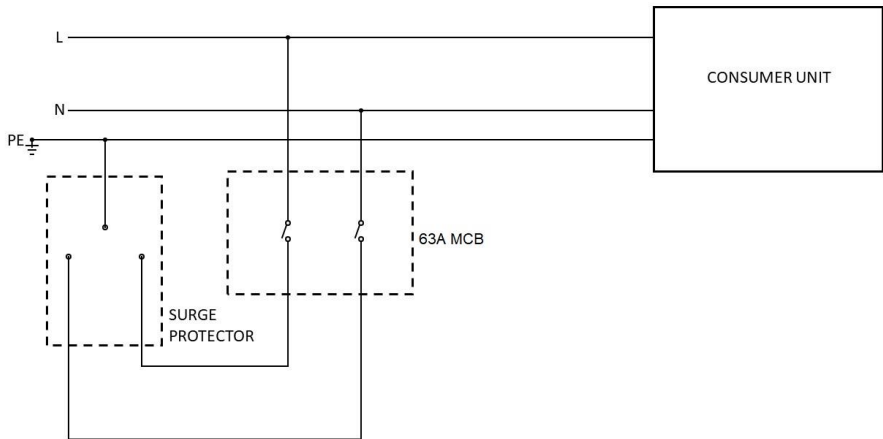 L
CONSUMER UNIT
N
PE
63A MCB
SURGE
PROTECTOR